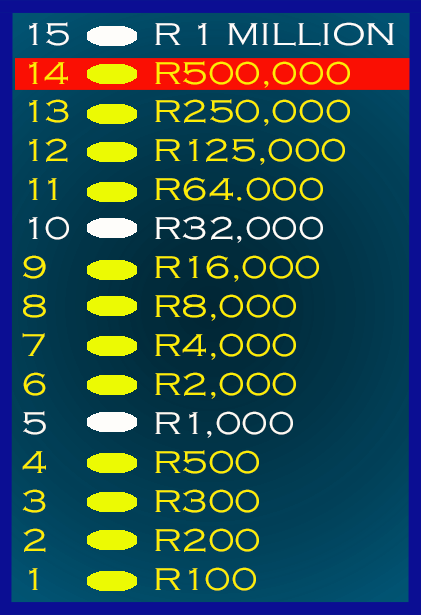 15 R 1 MILLION
14 R500,000
13 R250,000
12 R125,000
11 R64.000
10 R32,000
9 R16,000
8 R8,000
7 R4,000
6 R2,000
5 R1,000
4 R500
3 R300
2 R200
1 R100